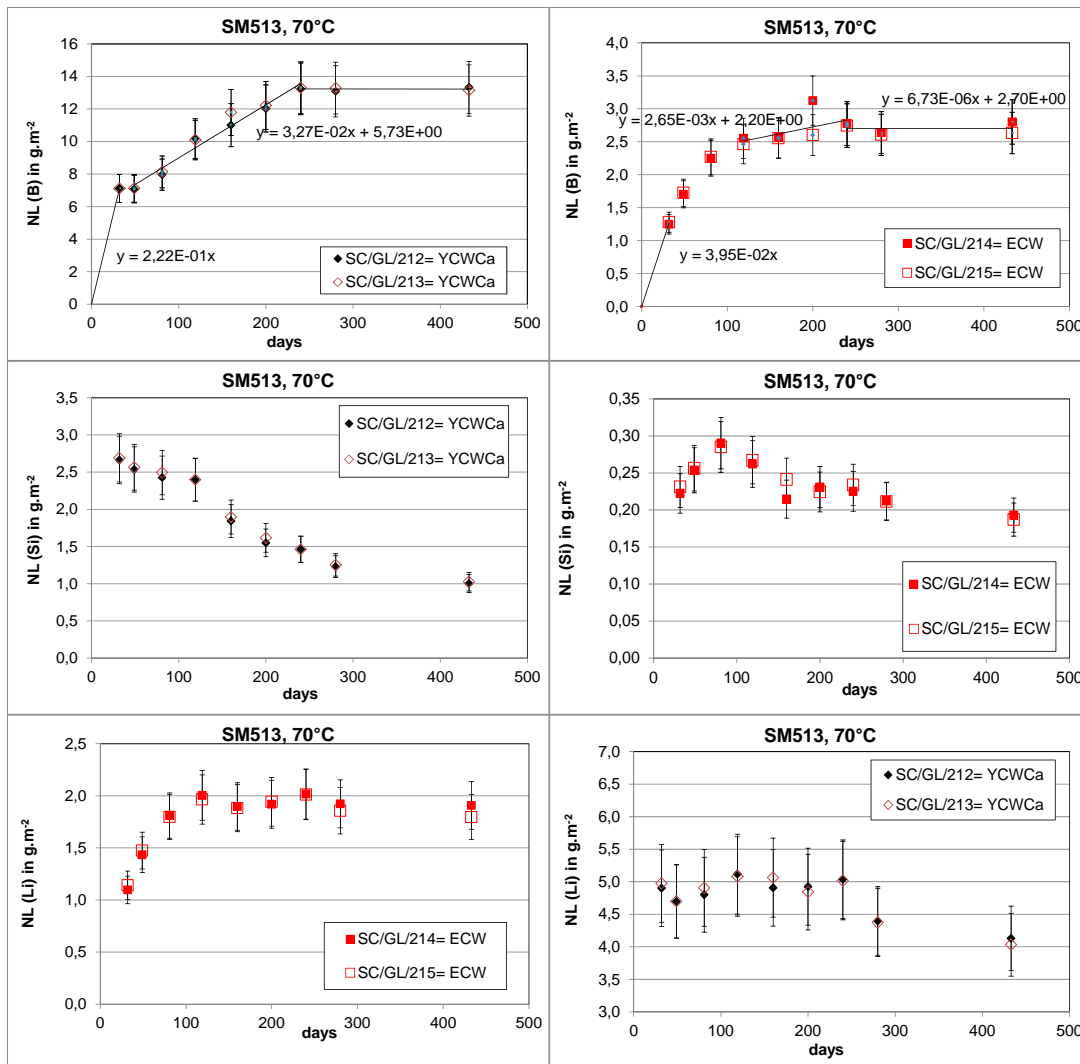 SM513, 70°C
NL (B) in g.m-2
16
14
12
10
8
6
4
2
0
y = 3,27E-02x + 5,73E+00
y = 2,22E-01x
SC/GL/212= YCWCa
SC/GL/213= YCWCa
0 100 200 300 400 500
days
SM513, 70°C
NL (B) in g.m-2
4,0
3,5
3,0
2,5
2,0
1,5
1,0
0,5
0,0
y = 6,73E-06x + 2,70E+00
y = 2,65E-03x + 2,20E+00
y = 3,95E-02x
SC/GL/214= ECW
SC/GL/215= ECW
0 100 200 300 400 500
days
SM513, 70°C
NL (Si) in g.m-2
3,5
3,0
2,5
2,0
1,5
1,0
0,5
0,0
SC/GL/212= YCWCa
SC/GL/213= YCWCa
0 100 200 300 400 500
days
SM513, 70°C
NL (Si) in g.m-2
0,35
0,30
0,25
0,20
0,15
0,10
0,05
0,00
SC/GL/214= ECW
SC/GL/215= ECW
0 100 200 300 400 500
days
SM513, 70°C
NL (Li) in g.m-2
2,5
2,0
1,5
1,0
0,5
0,0
SC/GL/214= ECW
SC/GL/215= ECW
0 100 200 300 400 500
days
SM513, 70°C
NL (Li) in g.m-2
7,0
6,5
6,0
5,5
5,0
4,5
4,0
3,5
3,0
SC/GL/212= YCWCa
SC/GL/213= YCWCa
0 100 200 300 400 500
days